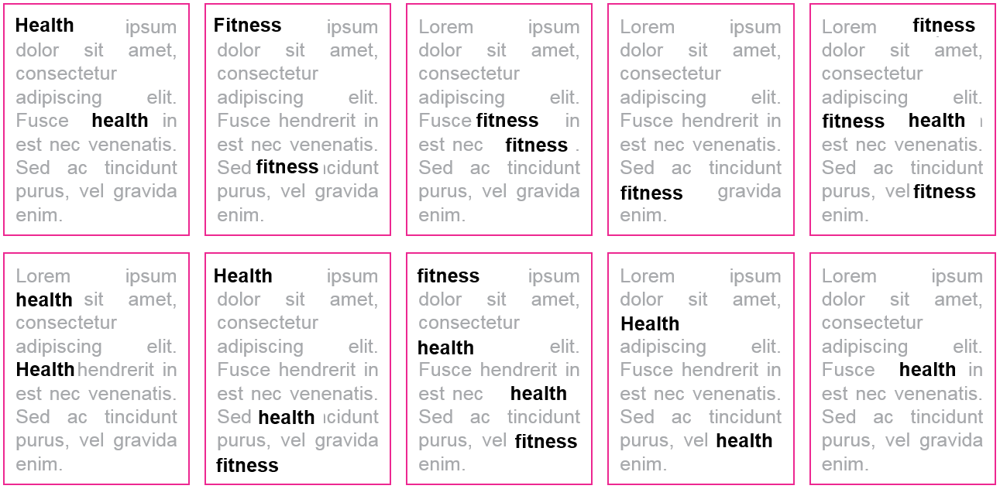 Health ipsum
dolor sit amet,
consectetur
adipiscing elit.
Fusce health in
est nec venenatis.
Sed ac tincidunt
purus, vel gravida
enim.
Fitness ipsum
dolor sit amet,
consectetur
adipiscing elit.
Fusce hendrerit in
est nec venenatis.
Sed fitness cidunt
purus, vel gravida
enim.
Lorem ipsum
dolor sit amet,
consectetur
adipiscing elit.
Fusce fitness in
est nec fitness .
Sed ac tincidunt
purus, vel gravida
enim.
Lorem ipsum
dolor sit amet,
consectetur
adipiscing elit.
Fusce hendrerit in
est nec venenatis.
Sed ac tincidunt
fitness gravida
enim.
Lorem fitness
dolor sit amet,
consectetur
adipiscing elit.
fitness health
est nec venenatis.
Sed ac tincidunt
purus, vel fitness
enim.
Lorem ipsum
health sit amet,
consectetur
adipiscing elit.
Health hendrerit in
est nec venenatis.
Sed ac tincidunt
purus, vel gravida
enim.
Health ipsum
dolor sit amet,
consectetur
adipiscing elit.
Fusce hendrerit in
est nec venenatis.
Sed health cidunt
purus, vel gravida
fitness
fitness ipsum
dolor sit amet,
consectetur
health elit.
Fusce hendrerit in
est nec health
Sed ac tincidunt
purus, vel fitness
enim.
Lorem ipsum
dolor sit amet,
Health
adipiscing elit.
Fusce hendrerit in
est nec venenatis.
Sed ac tincidunt
purus, vel health
enim.
Lorem ipsum
dolor sit amet,
consectetur
adipiscing elit.
Fusce health in
est nec venenatis.
Sed ac tincidunt
purus, vel gravida
enim.